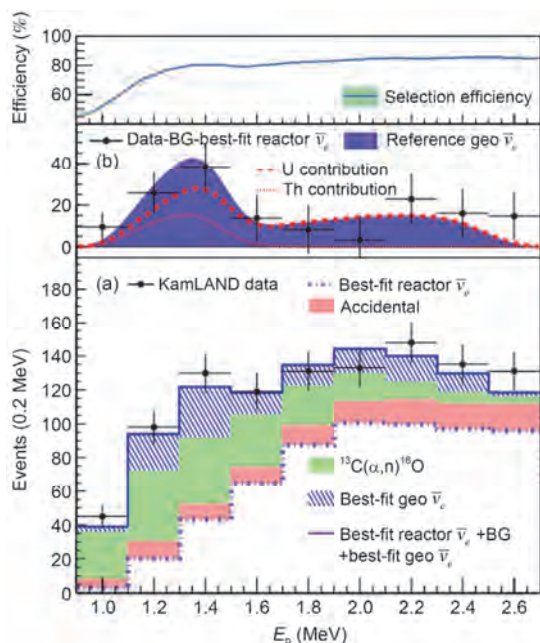 Efficiency (%)
100
80
60
Selection efficiency
(b)
Data-BG-best-fit reactor ν̅e
Reference geo ν̅e
U contribution
Th contribution
40
20
0
(a)
KamLAND data
Best-fit reactor ν̅e
Accidental
Events (0.2 MeV)
180
160
140
120
100
80
60
40
20
0
¹³C(α,n)¹⁶O
Best-fit geo ν̅e
Best-fit reactor ν̅e +BG
+best-fit geo ν̅e
1.0 1.2 1.4 1.6 1.8 2.0 2.2 2.4 2.6
Ep (MeV)